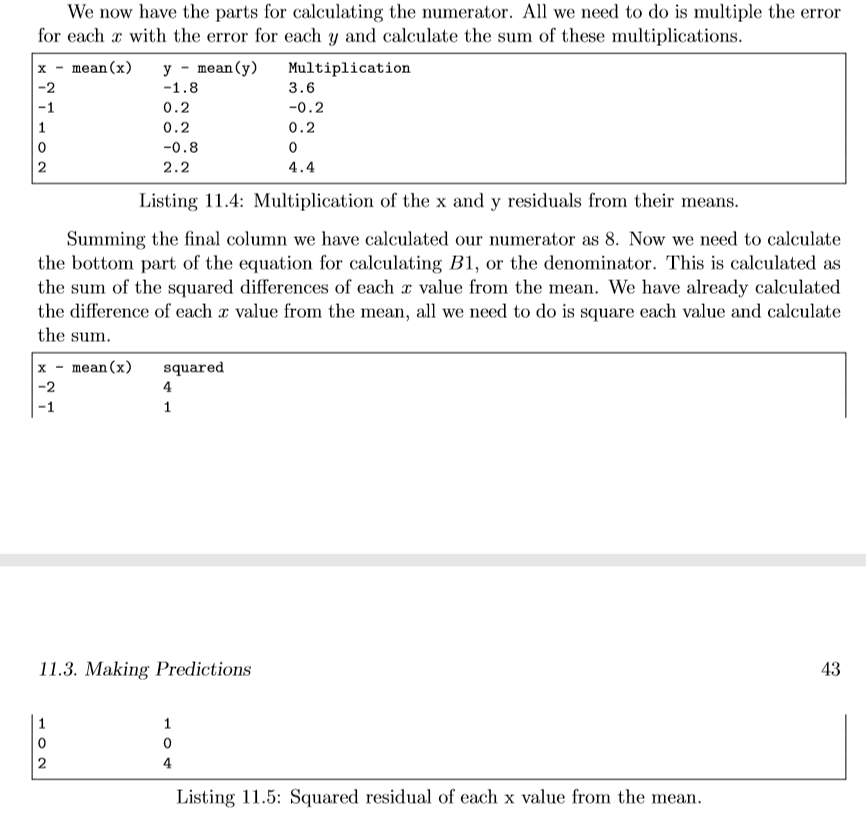 We now have the parts for calculating the numerator. All we need to do is multiple the error
for each x with the error for each y and calculate the sum of these multiplications.
x - mean(x) y - mean(y) Multiplication
-2 -1.8 3.6
-1 0.2 -0.2
1 0.2 0.2
0 -0.8 0
2 2.2 4.4
Listing 11.4: Multiplication of the x and y residuals from their means.
Summing the final column we have calculated our numerator as 8. Now we need to calculate
the bottom part of the equation for calculating B1, or the denominator. This is calculated as
the sum of the squared differences of each x value from the mean. We have already calculated
the difference of each x value from the mean, all we need to do is square each value and calculate
the sum.
x - mean(x) squared
-2 4
-1 1
11.3. Making Predictions 43
1 1
0 0
2 4
Listing 11.5: Squared residual of each x value from the mean.